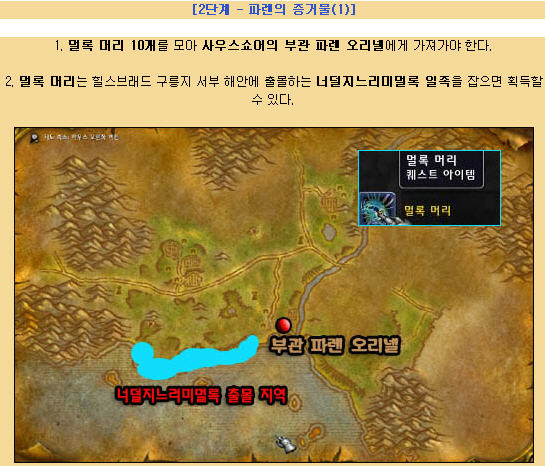 [2단계 - 파렌의 증거물(1)]
1. 멀록 머리 10개를 모아 사우스쇼어의 부관 파렌 오리넬에게 가져가야 한다.
2. 멀록 머리는 힐스브래드 구릉지 서부 해안에 출몰하는 너덜지느러미멀록 일족을 잡으면 획득할
수 있다.
멀록 머리
퀘스트 아이템
멀록 머리
부관 파렌 오리넬
너덜지느러미멀록 출몰 지역